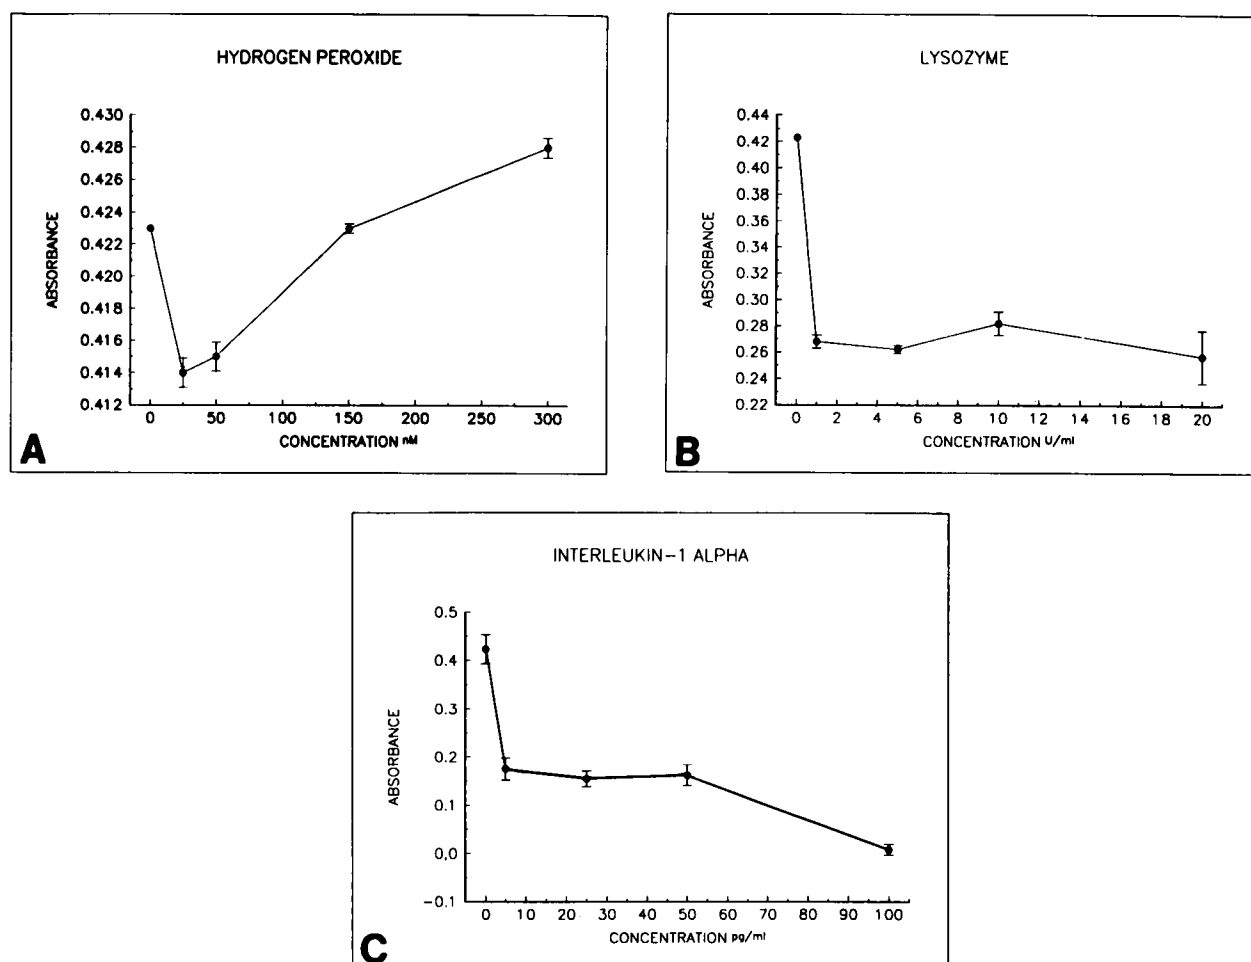 HYDROGEN PEROXIDE
0.430
0.428
0.426
0.424
0.422
0.420
0.418
0.416
0.414
0.412
ABSORBANCE
0 50 100 150 200 250 300
CONCENTRATION nM
A
LYSOZYME
0.44
0.42
0.40
0.38
0.36
0.34
0.32
0.30
0.28
0.26
0.24
0.22
ABSORBANCE
0 2 4 6 8 10 12 14 16 18 20
CONCENTRATION U/ml
B
INTERLEUKIN-1 ALPHA
0.5
0.4
0.3
0.2
0.1
0.0
-0.1
ABSORBANCE
0 10 20 30 40 50 60 70 80 90 100
CONCENTRATION pg/ml
C